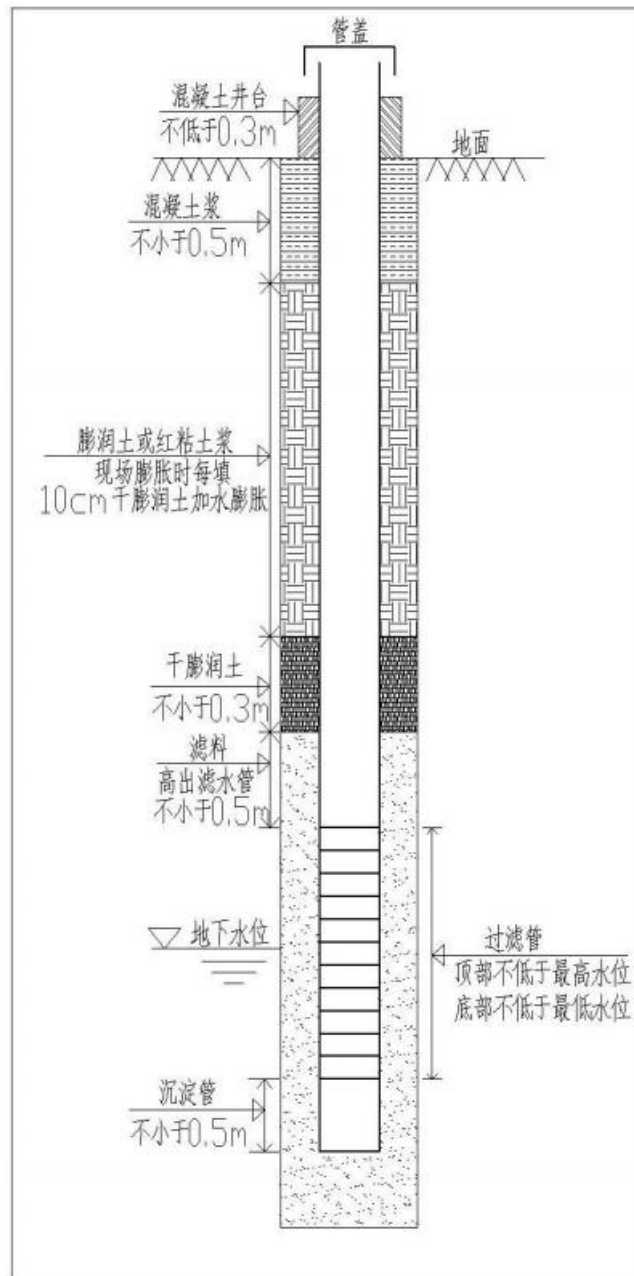 管盖
混凝土井台
不低于0.3m
地面
混凝土浆
不小于0.5m
膨润土或红粘土浆
现场膨胀时每填
10cm干膨润土加水膨胀
干膨润土
不小于0.3m
滤料
高出滤水管
不小于0.5m
地下水位
过滤管
顶部不低于最高水位
底部不低于最低水位
沉淀管
不小于0.5m